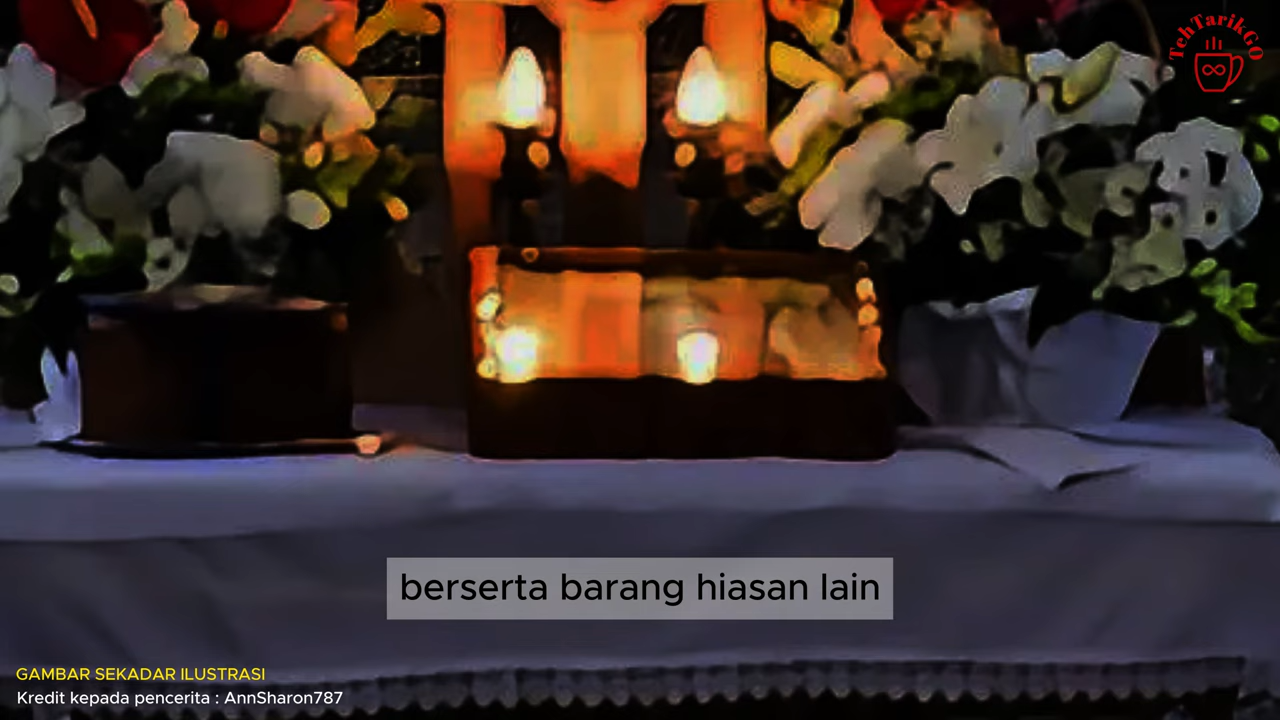 TehTarikGO
berserta barang hiasan lain
GAMBAR SEKADAR ILUSTRASI
Kredit kepada pencerita : AnnSharon787